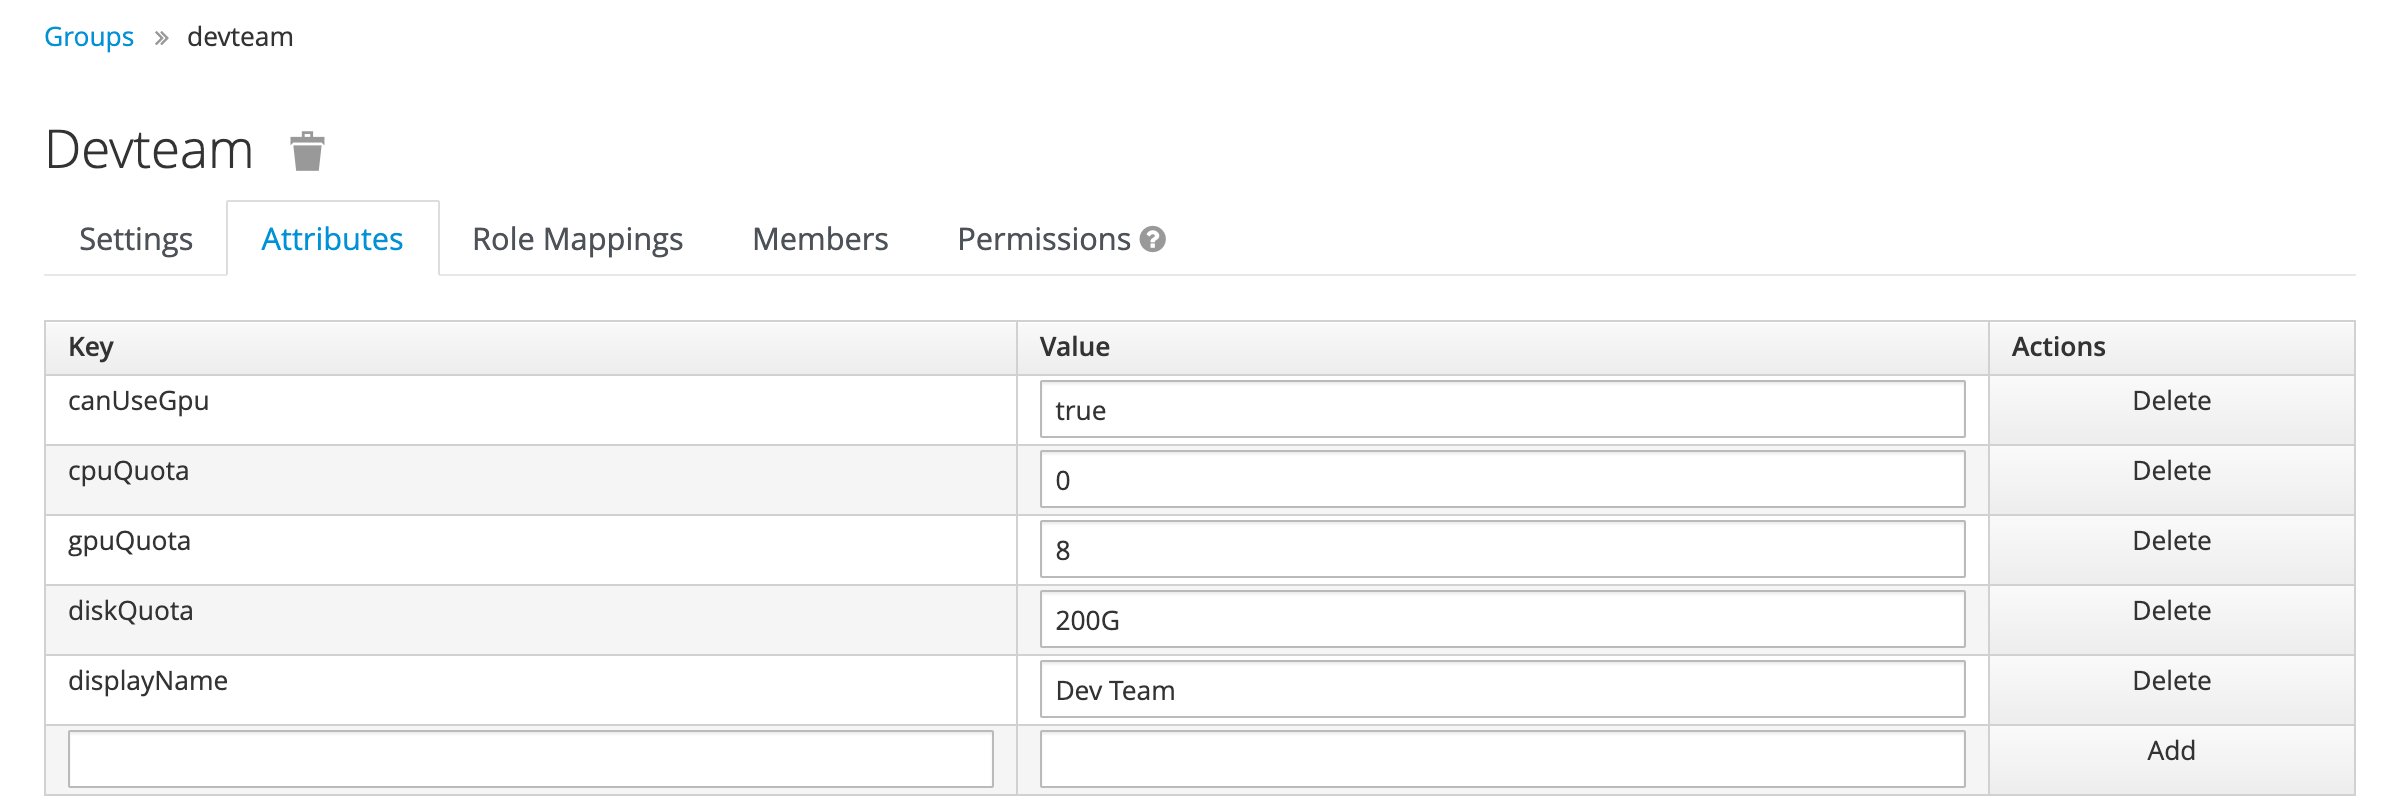 Groups » devteam
Devteam
Settings Attributes Role Mappings Members Permissions ?
Key Value Actions
canUseGpu true Delete
cpuQuota 0 Delete
gpuQuota 8 Delete
diskQuota 200G Delete
displayName Dev Team Delete
Add